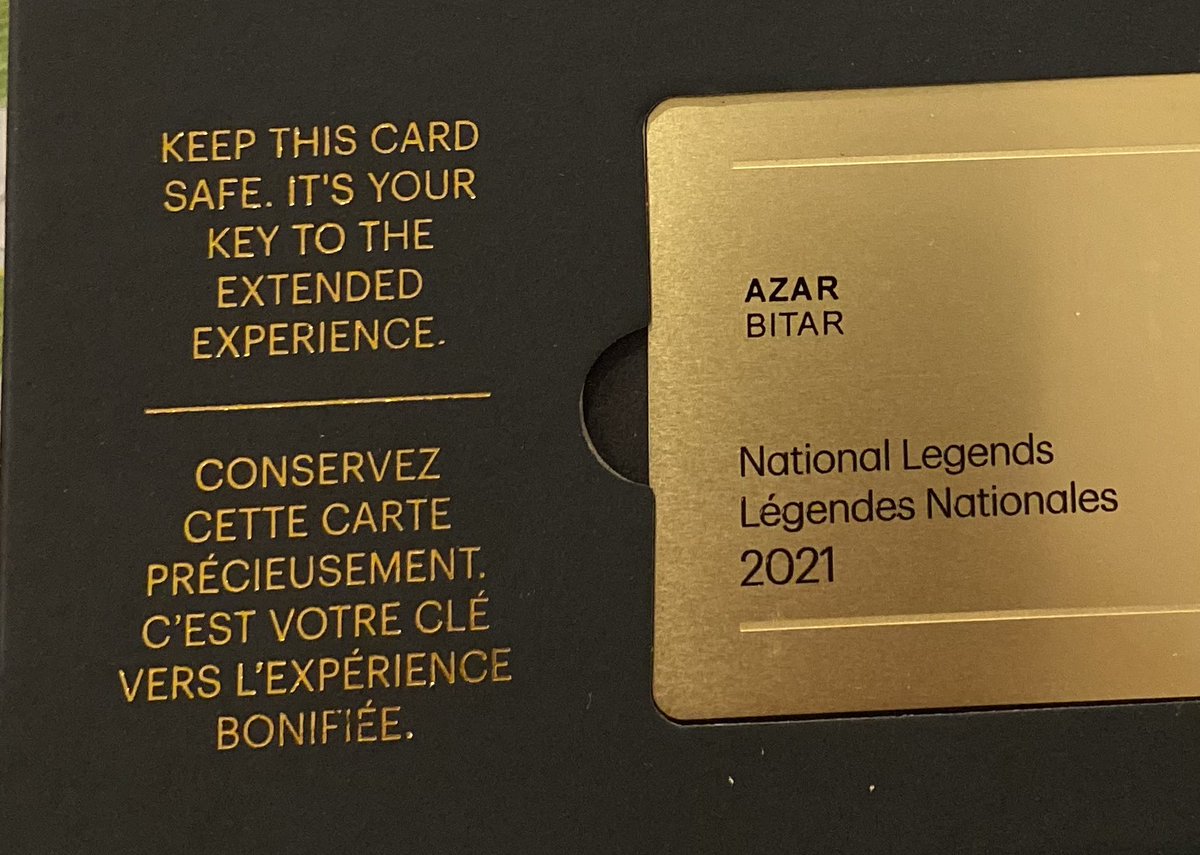 KEEP THIS CARD
SAFE. IT'S YOUR
KEY TO THE
EXTENDED
EXPERIENCE.
CONSERVEZ
CETTE CARTE
PRÉCIEUSEMENT.
C'EST VOTRE CLÉ
VERS L'EXPÉRIENCE
BONIFIÉE.
AZAR
BITAR
National Legends
Légendes Nationales
2021